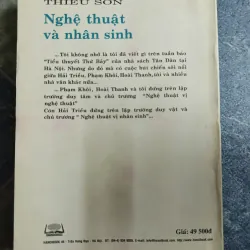 THIẾU SƠN
Nghệ thuật
và nhân sinh
...Tôi không nhớ là tôi đã viết gì trên tuần báo
"Tiểu thuyết Thứ Bảy" của nhà sách Tân Dân tại
Hà Nội. Nhưng do đó mà có cuộc bút chiến sôi nổi
giữa Hải Triều, Phạm Khôi, Hoài Thanh, tôi và nhiều
nhà văn khác nữa...
... Phạm Khôi, Hoài Thanh và tôi đứng trên lập
trường duy tâm và chủ trương "Nghệ thuật vị
nghệ thuật"
Còn Hải Triều đứng trên lập trường duy vật và
chủ trương " Nghệ thuật vị nhân sinh"...
Giá: 49 500đ